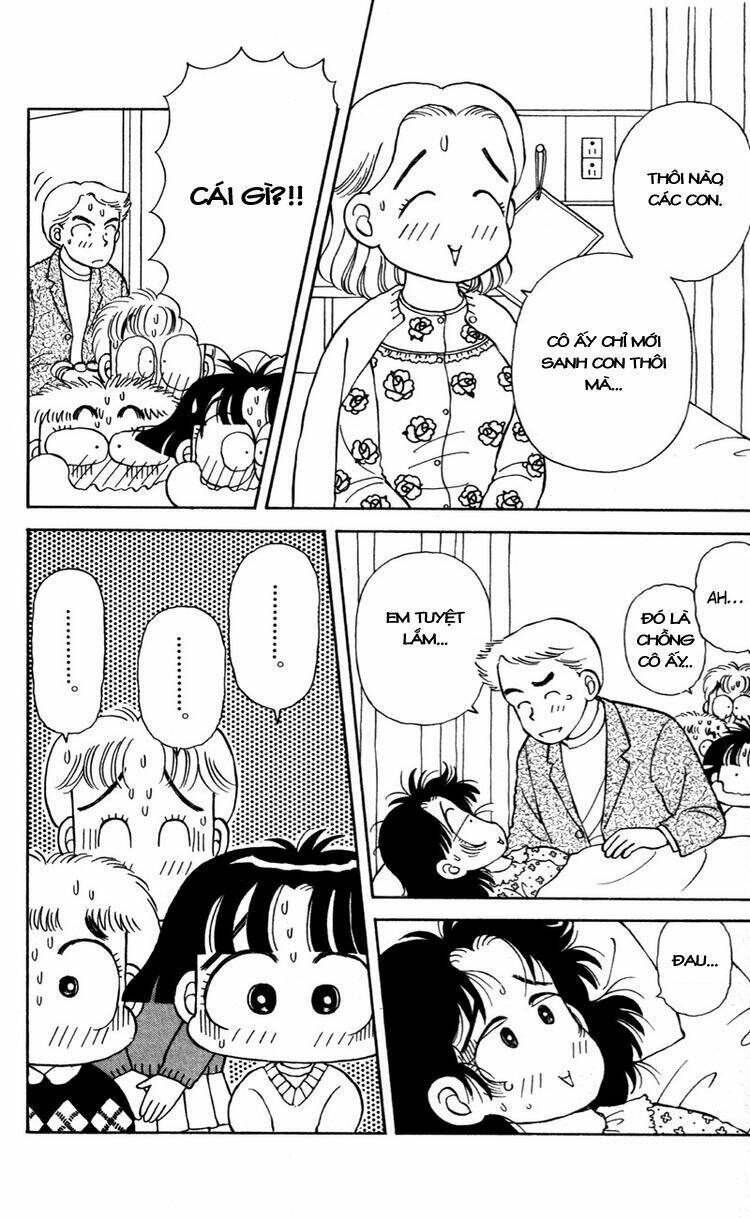 THÔI NÀO,
CÁC CON.
CÔ ẤY CHỈ MỚI
SANH CON THÔI
MÀ...
CÁI GÌ?!!
AH...
ĐÓ LÀ
CHỒNG
CÔ ẤY...
EM TUYỆT
LẮM...
..........。
..........。
..........。
ĐAU...